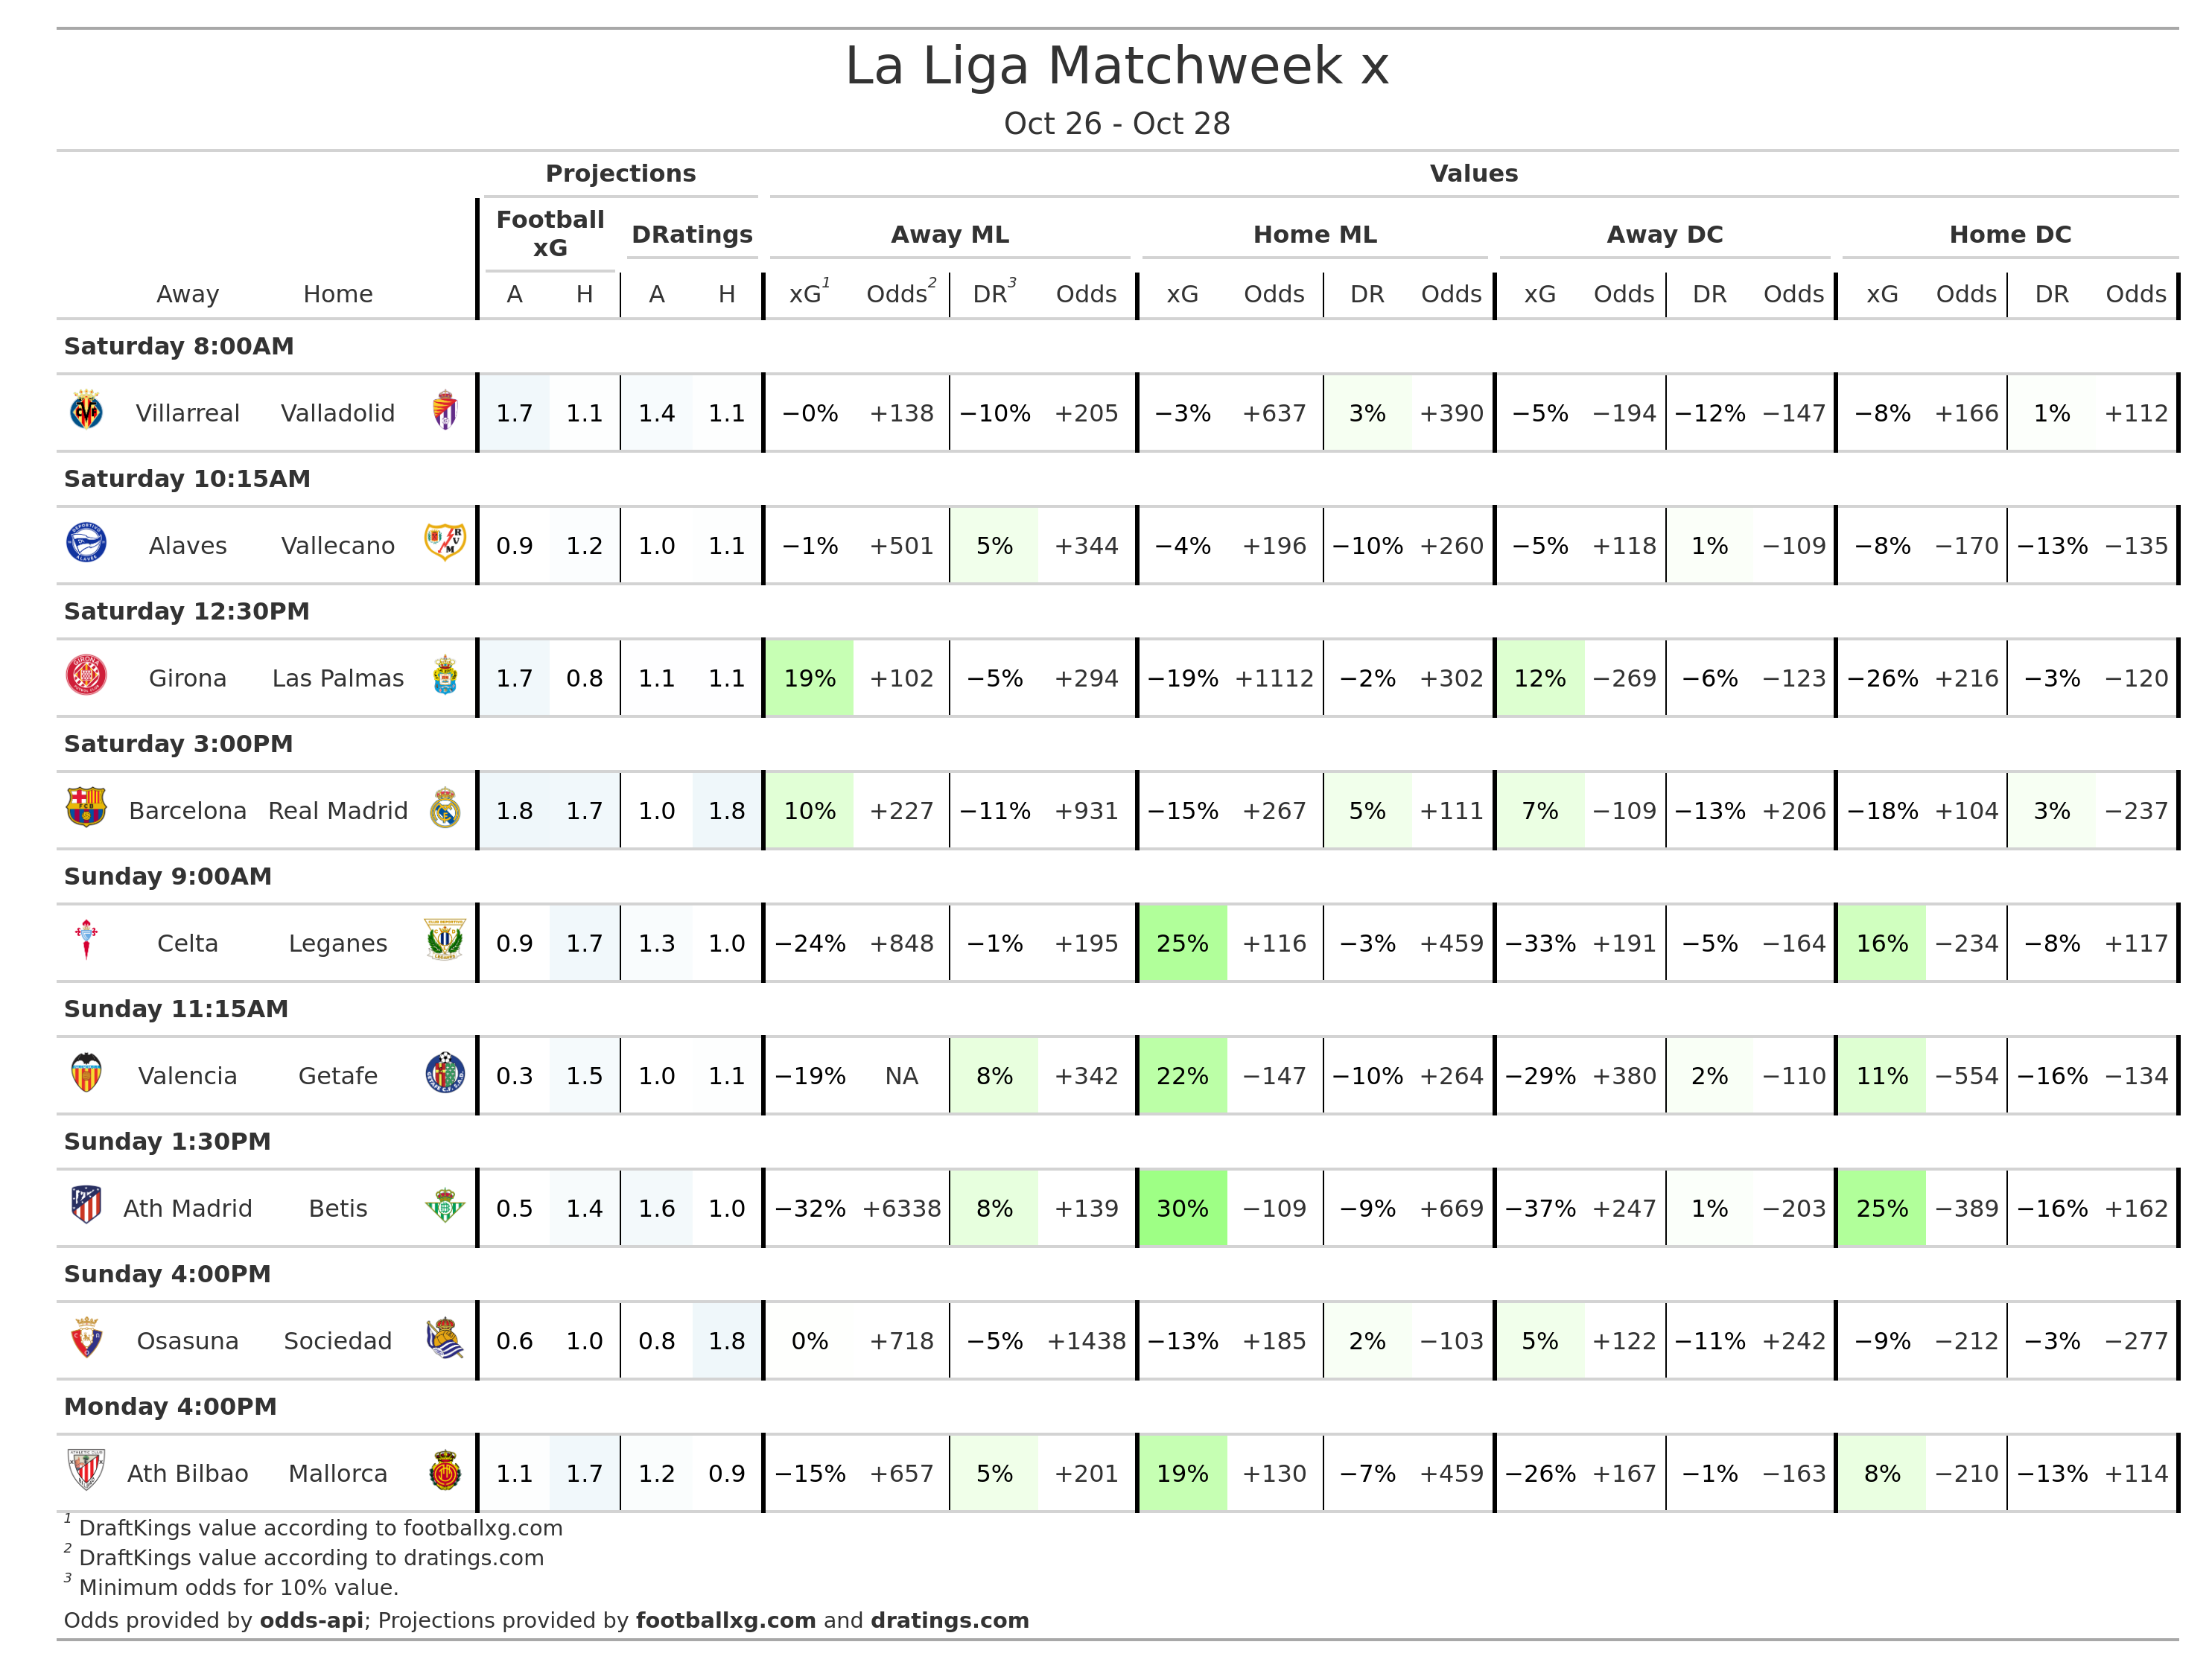 La Liga Matchweek x
Oct 26 - Oct 28
Projections Values
Football xG DRatings Away ML Home ML Away DC Home DC
Away Home A H A H xG1 Odds2 DR3 Odds xG Odds DR Odds xG Odds DR Odds xG Odds DR Odds
Saturday 8:00AM
Villarreal Valladolid 1.7 1.1 1.4 1.1 −0% +138 −10% +205 −3% +637 3% +390 −5% −194 −12% −147 −8% +166 1% +112
Saturday 10:15AM
Alaves Vallecano 0.9 1.2 1.0 1.1 −1% +501 5% +344 −4% +196 −10% +260 −5% +118 1% −109 −8% −170 −13% −135
Saturday 12:30PM
Girona Las Palmas 1.7 0.8 1.1 1.1 19% +102 −5% +294 −19% +1112 −2% +302 12% −269 −6% −123 −26% +216 −3% −120
Saturday 3:00PM
Barcelona Real Madrid 1.8 1.7 1.0 1.8 10% +227 −11% +931 −15% +267 5% +111 7% −109 −13% +206 −18% +104 3% −237
Sunday 9:00AM
Celta Leganes 0.9 1.7 1.3 1.0 −24% +848 −1% +195 25% +116 −3% +459 −33% +191 −5% −164 16% −234 −8% +117
Sunday 11:15AM
Valencia Getafe 0.3 1.5 1.0 1.1 −19% NA 8% +342 22% −147 −10% +264 −29% +380 2% −110 11% −554 −16% −134
Sunday 1:30PM
Ath Madrid Betis 0.5 1.4 1.6 1.0 −32% +6338 8% +139 30% −109 −9% +669 −37% +247 1% −203 25% −389 −16% +162
Sunday 4:00PM
Osasuna Sociedad 0.6 1.0 0.8 1.8 0% +718 −5% +1438 −13% +185 2% −103 5% +122 −11% +242 −9% −212 −3% −277
Monday 4:00PM
Ath Bilbao Mallorca 1.1 1.7 1.2 0.9 −15% +657 5% +201 19% +130 −7% +459 −26% +167 −1% −163 8% −210 −13% +114
1 DraftKings value according to footballxg.com
2 DraftKings value according to dratings.com
3 Minimum odds for 10% value.
Odds provided by odds-api; Projections provided by footballxg.com and dratings.com